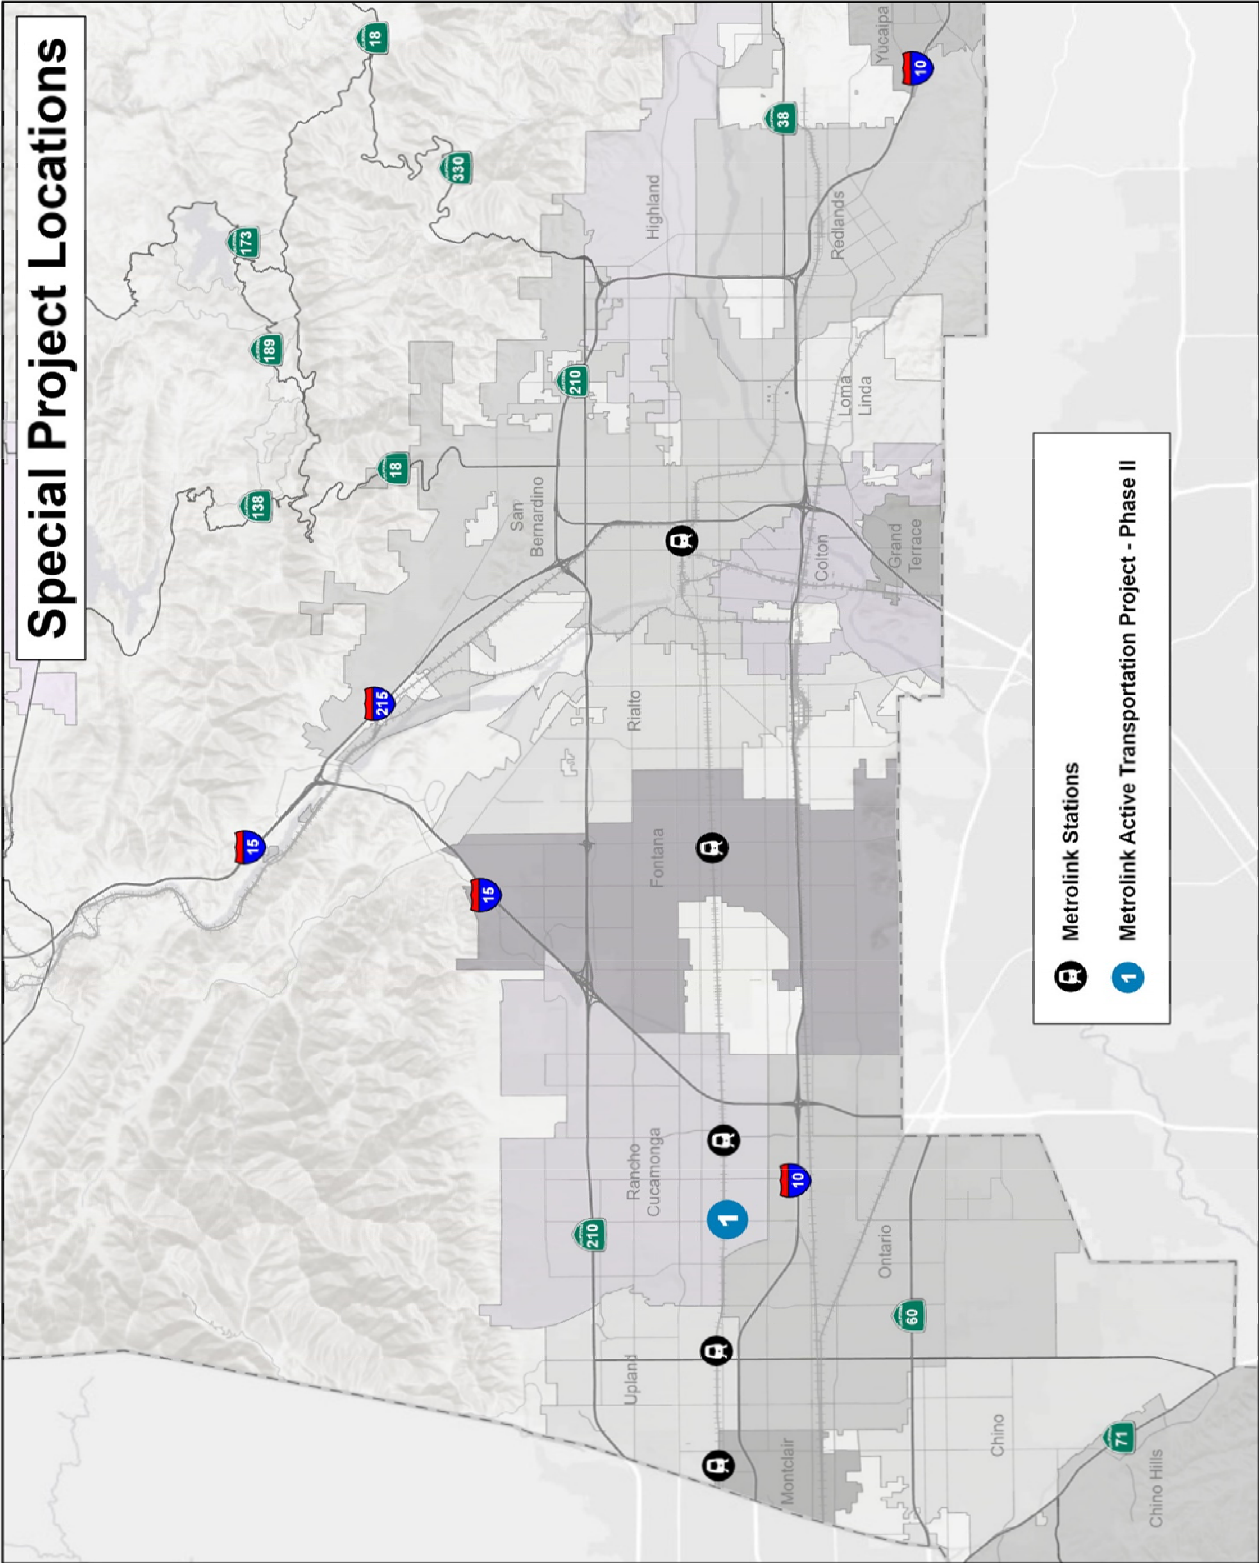 Special Project Locations
18
330
173
189
138
18
38
10
Yucaipa
Highland
Redlands
210
Loma
Linda
San
Bernardino
Colton
Grand
Terrace
215
15
15
Rialto
Fontana
Rancho
Cucamonga
210
10
1
Ontario
60
Upland
Montclair
Chino
71
Chino Hills
Metrolink Stations
1 Metrolink Active Transportation Project - Phase II